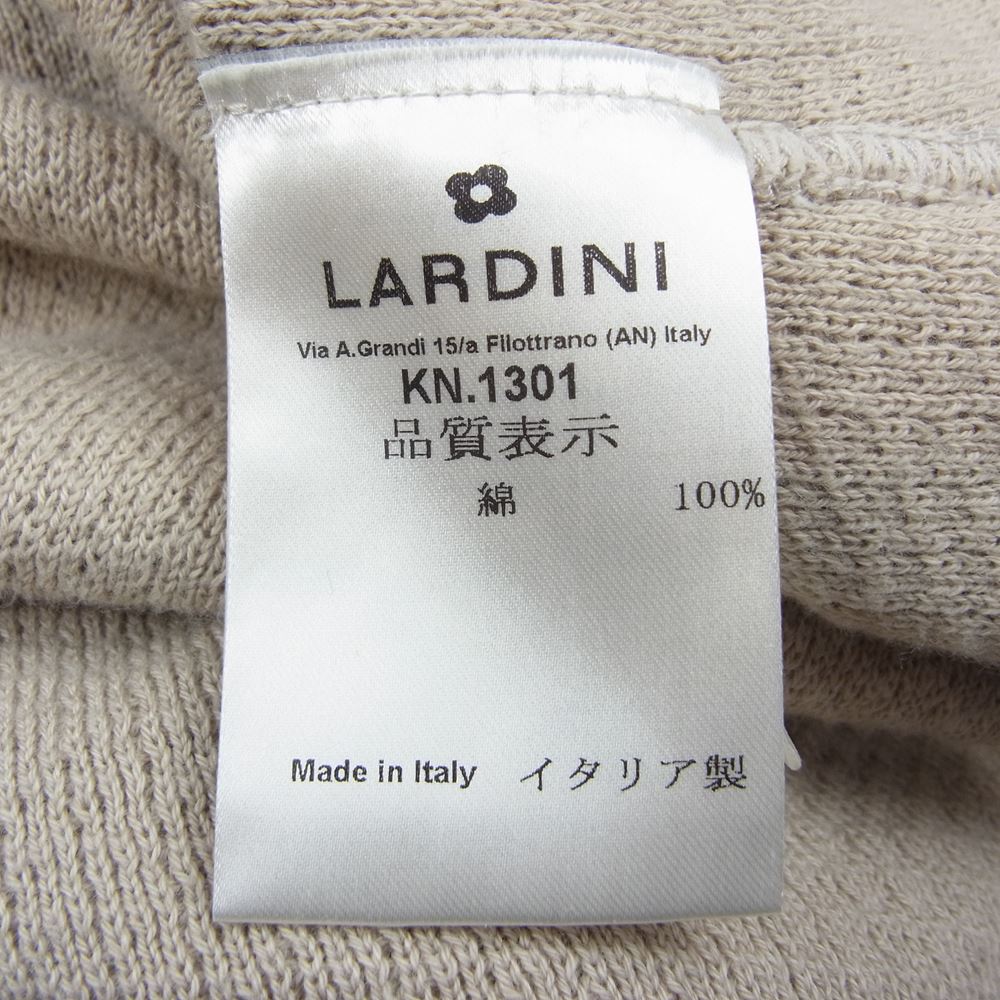 LARDINI
Via A.Grandi 15/a Filottrano (AN) Italy
KN.1301
品質表示
綿 100%
Made in Italy イタリア製